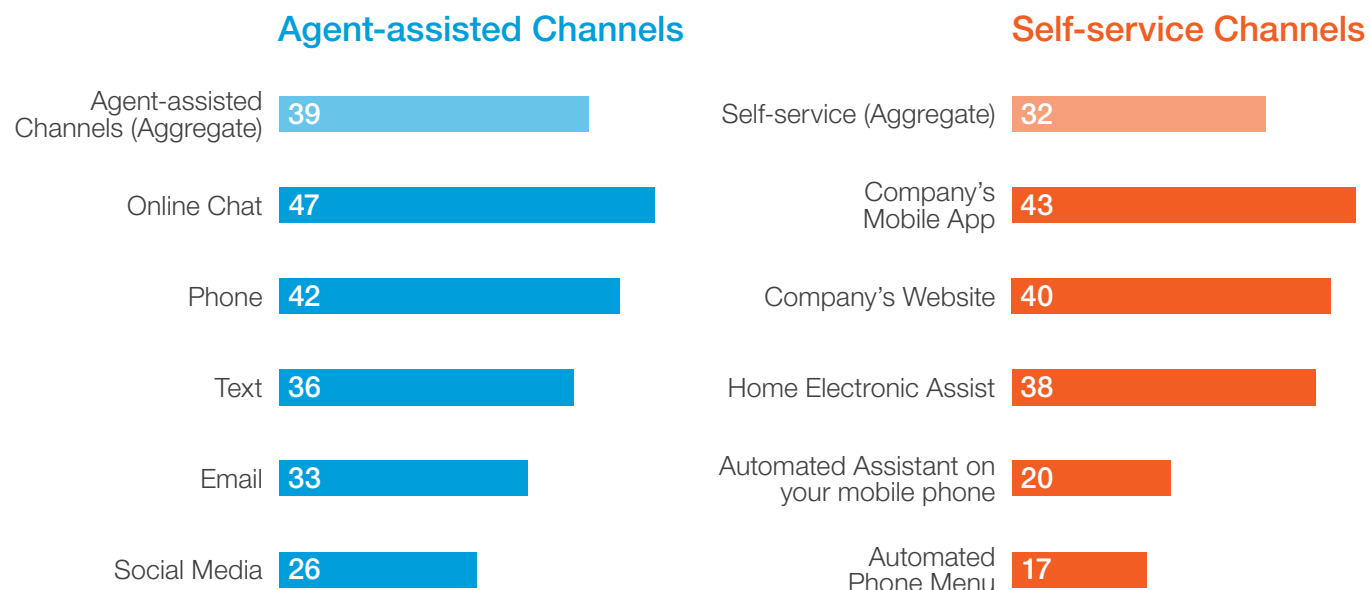 Agent-assisted Channels
Agent-assisted
Channels (Aggregate)
39
Online Chat
47
Phone
42
Text
36
Email
33
Social Media
26
Self-service Channels
Self-service (Aggregate)
32
Company’s
Mobile App
43
Company’s Website
40
Home Electronic Assist
38
Automated Assistant on
your mobile phone
20
Automated
Phone Menu
17